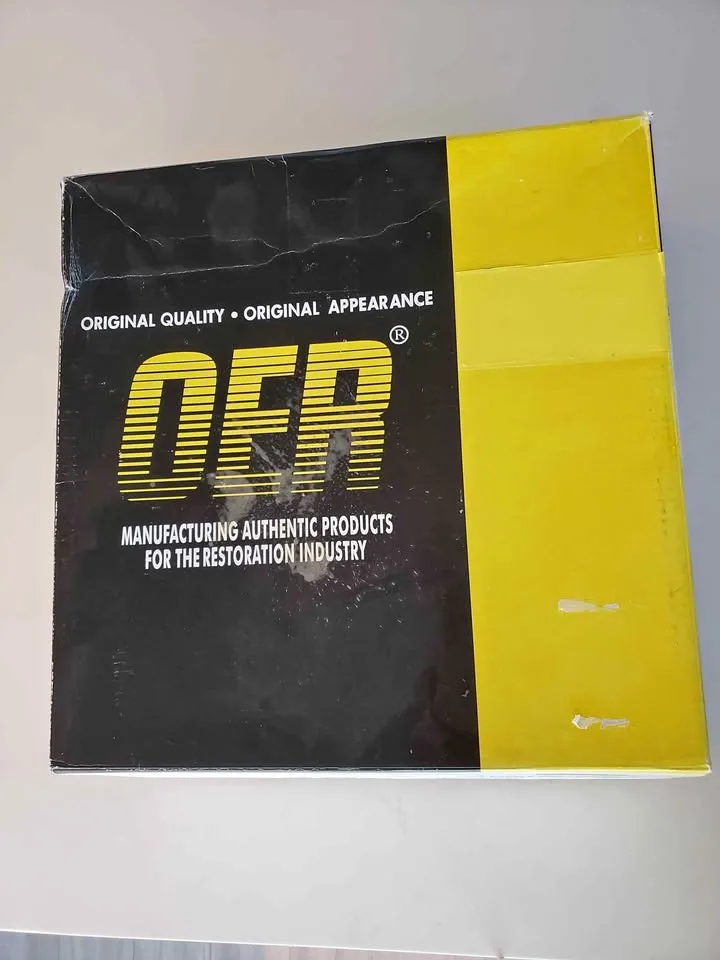 ORIGINAL QUALITY • ORIGINAL APPEARANCE
OER®
MANUFACTURING AUTHENTIC PRODUCTS
FOR THE RESTORATION INDUSTRY